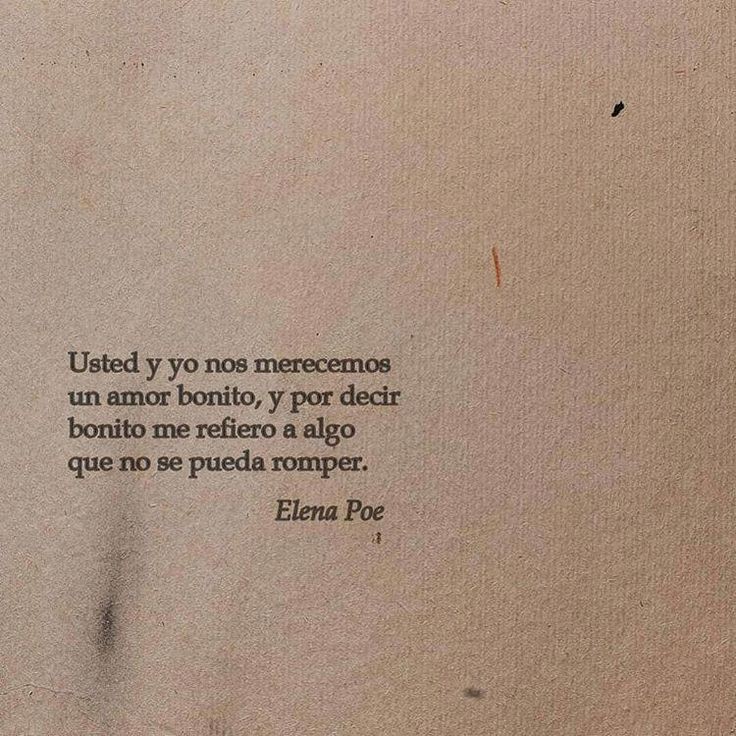 Usted y yo nos merecemos
un amor bonito, y por decir
bonito me refiero a algo
que no se pueda romper.
Elena Poe